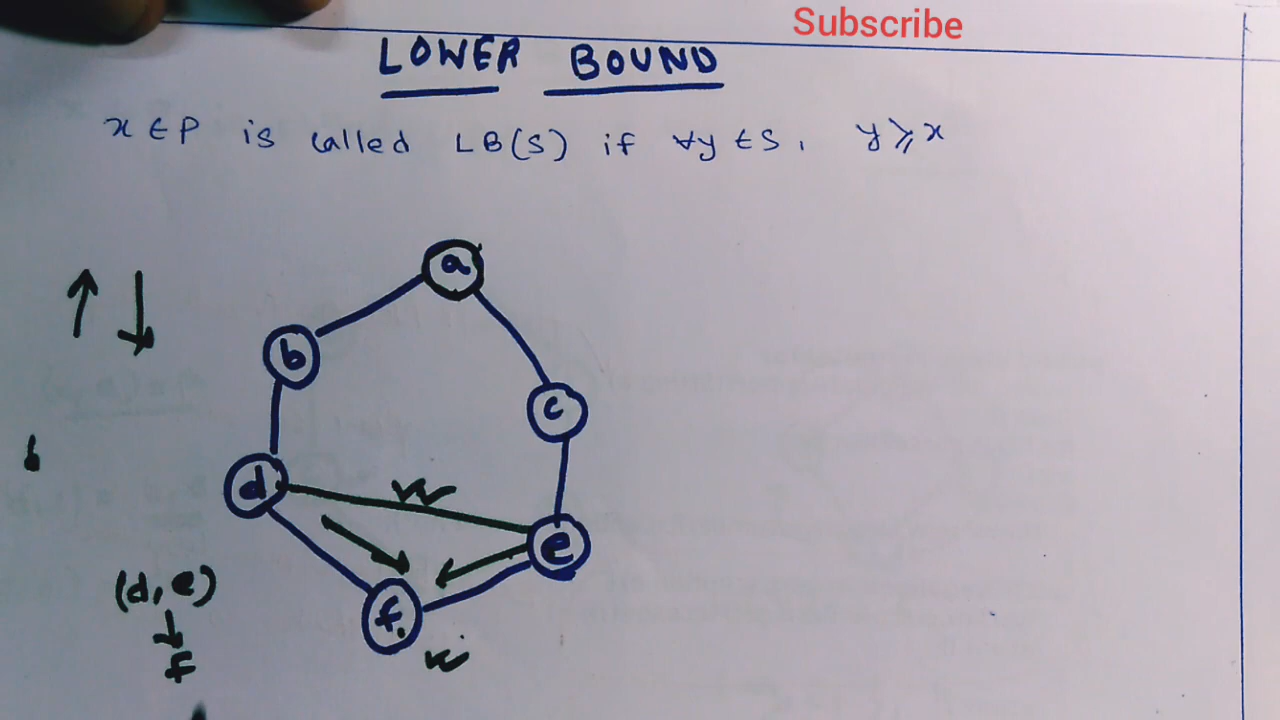 Subscribe
LOWER BOUND
x ∈ P is called LB(S) if ∀y ∈ S, y ≥ x
a
b
c
d
e
f
(d, e)
↓
f